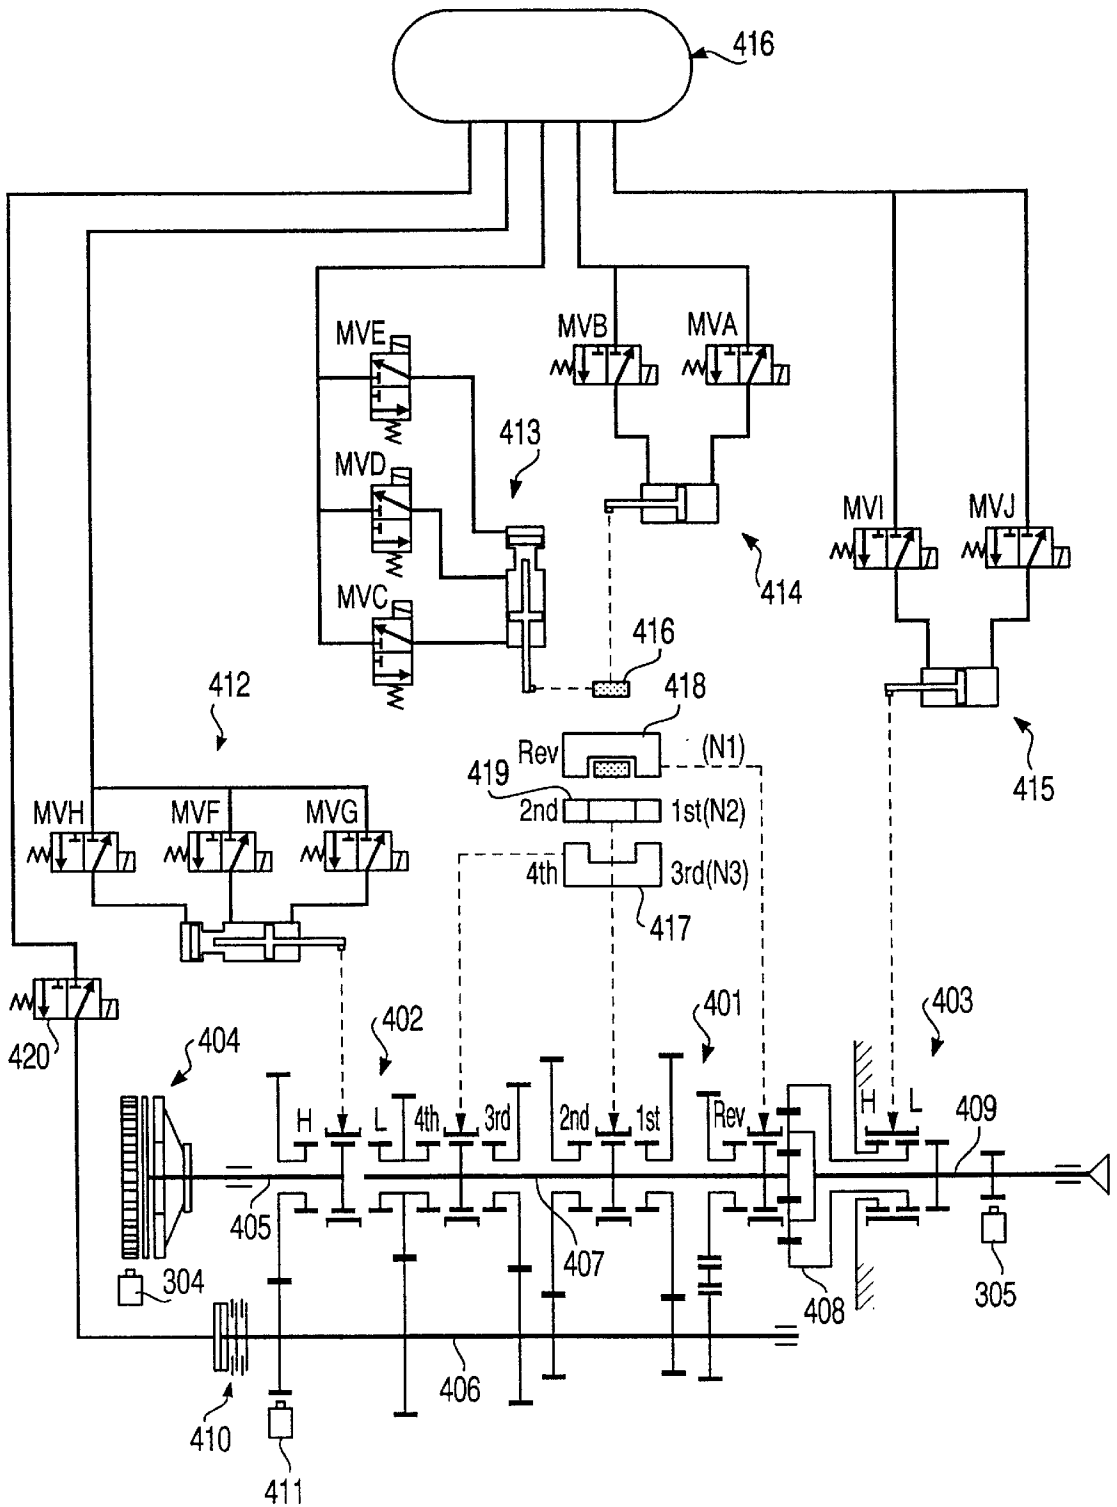 416
MVE
MVB
MVA
413
MVD
MVI
MVJ
414
MVC
416
412
418
Rev
(N1)
415
419
2nd
1st(N2)
MVH
MVF
MVG
4th
3rd(N3)
417
420
404
402
401
403
H
L
4th
3rd
2nd
1st
Rev
H
L
409
405
407
304
408
305
406
410
411